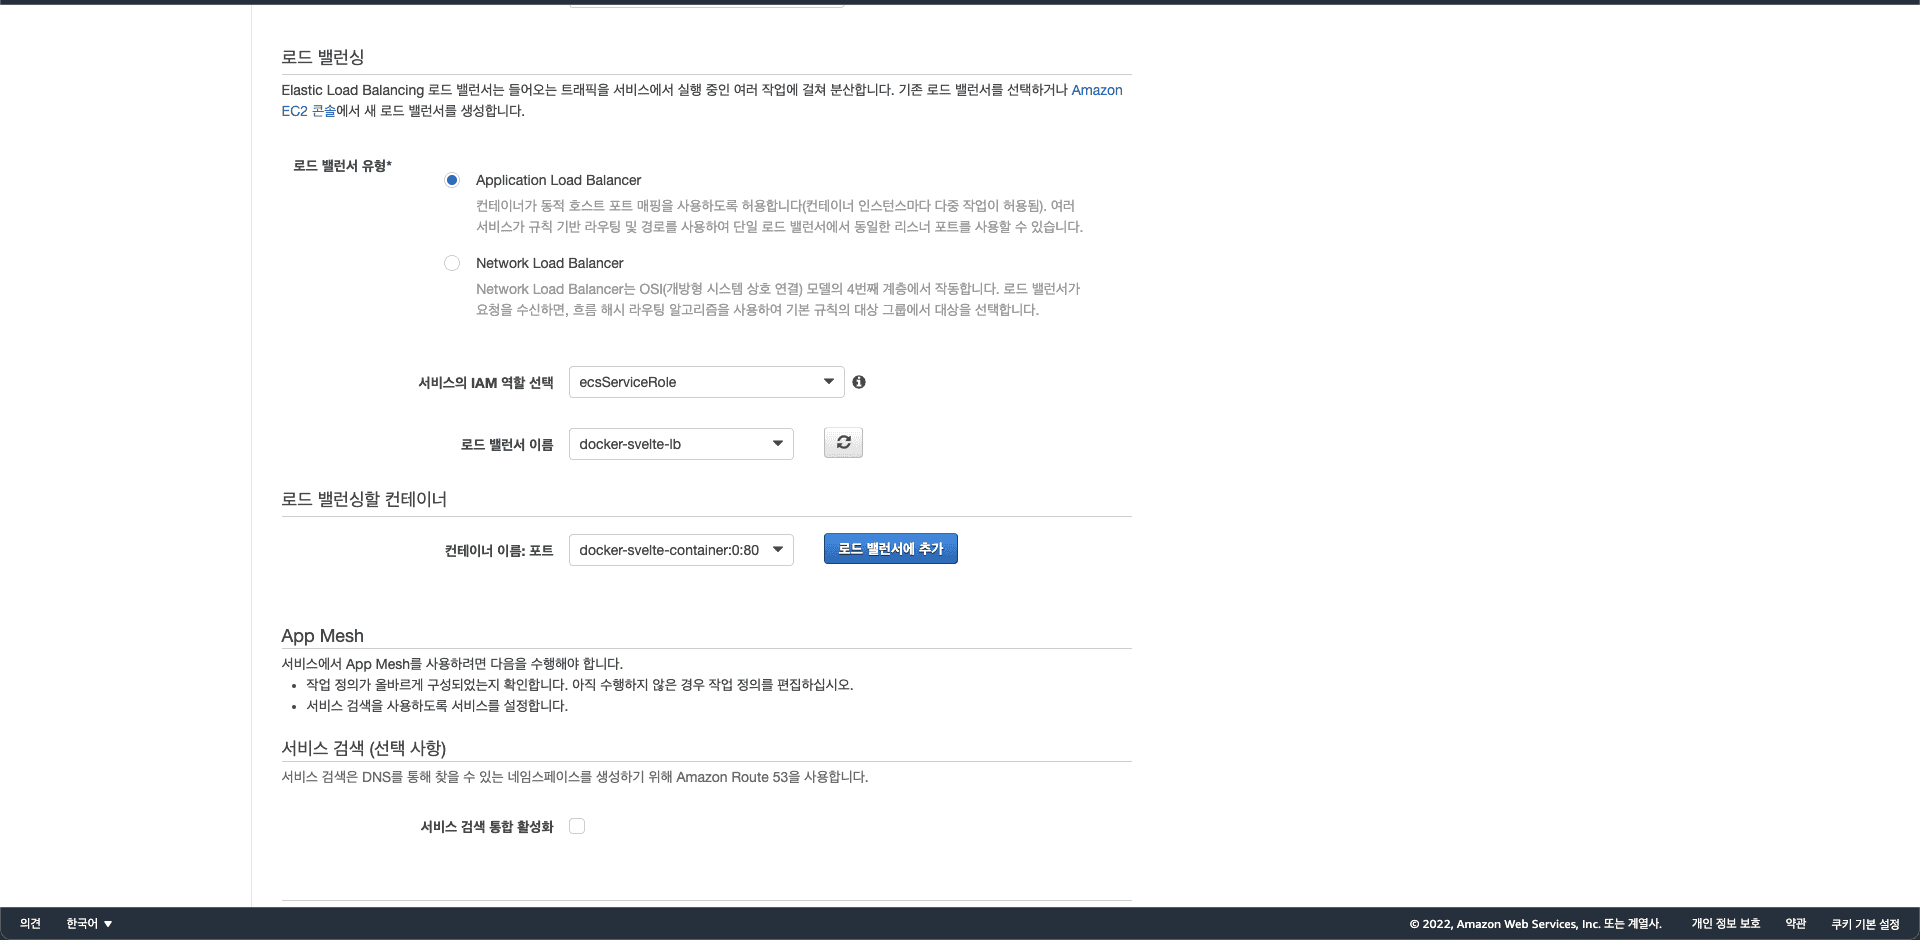 로드 밸런싱
Elastic Load Balancing 로드 밸런서는 들어오는 트래픽을 서비스에서 실행 중인 여러 작업에 걸쳐 분산합니다. 기존 로드 밸런서를 선택하거나 Amazon
EC2 콘솔에서 새 로드 밸런서를 생성합니다.
로드 밸런서 유형*
Application Load Balancer
컨테이너가 동적 호스트 포트 매핑을 사용하도록 허용합니다(컨테이너 인스턴스마다 다중 작업이 허용됨). 여러
서비스가 규칙 기반 라우팅 및 경로를 사용하여 단일 로드 밸런서에서 동일한 리스너 포트를 사용할 수 있습니다.
Network Load Balancer
Network Load Balancer는 OSI(개방형 시스템 상호 연결) 모델의 4번째 계층에서 작동합니다. 로드 밸런서가
요청을 수신하면, 흐름 해시 라우팅 알고리즘을 사용하여 기본 규칙의 대상 그룹에서 대상을 선택합니다.
서비스의 IAM 역할 선택 ecsServiceRole
로드 밸런서 이름 docker-svelte-lb
로드 밸런싱할 컨테이너
컨테이너 이름: 포트 docker-svelte-container:0:80 로드 밸런서에 추가
App Mesh
서비스에서 App Mesh를 사용하려면 다음을 수행해야 합니다.
• 작업 정의가 올바르게 구성되었는지 확인합니다. 아직 수행하지 않은 경우 작업 정의를 편집하십시오.
• 서비스 검색을 사용하도록 서비스를 설정합니다.
서비스 검색 (선택 사항)
서비스 검색은 DNS를 통해 찾을 수 있는 네임스페이스를 생성하기 위해 Amazon Route 53을 사용합니다.
서비스 검색 통합 활성화
의견 한국어 © 2022, Amazon Web Services, Inc. 또는 계열사. 개인 정보 보호 약관 쿠키 기본 설정